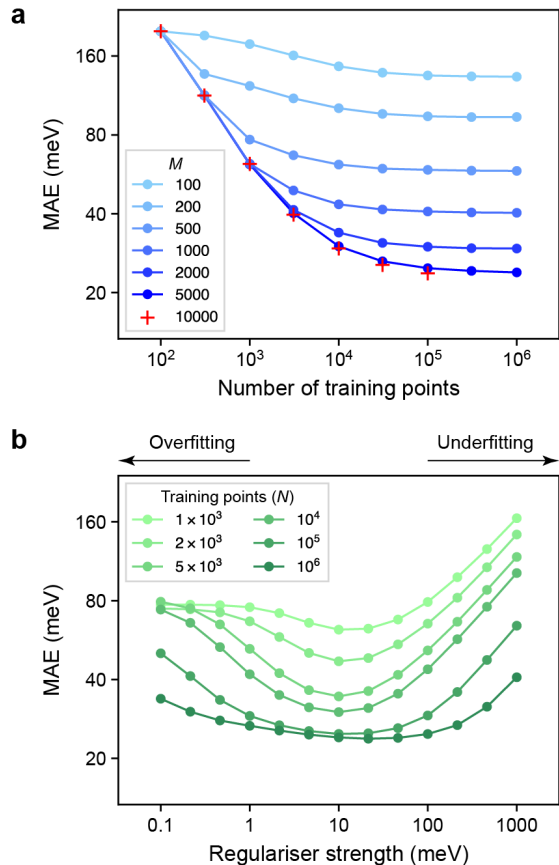 a
160
80
40
20
MAE (meV)
M
100
200
500
1000
2000
5000
10000
10²
10³
10⁴
10⁵
10⁶
Number of training points
b
Overfitting
Underfitting
Training points (N)
1 × 10³
2 × 10³
5 × 10³
10⁴
10⁵
10⁶
160
80
40
20
MAE (meV)
0.1
1
10
100
1000
Regulariser strength (meV)